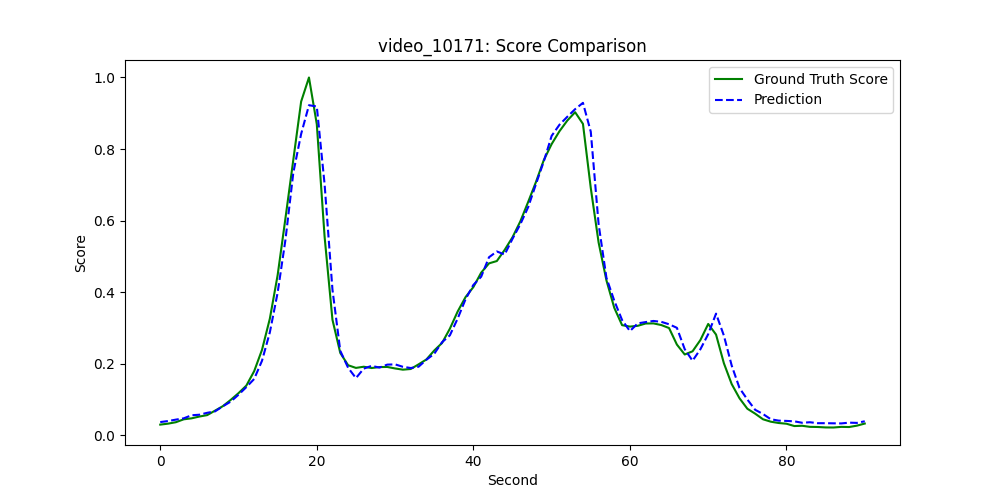 video_10171: Score Comparison
Ground Truth Score
Prediction
Score
1.0
0.8
0.6
0.4
0.2
0.0
0 20 40 60 80
Second